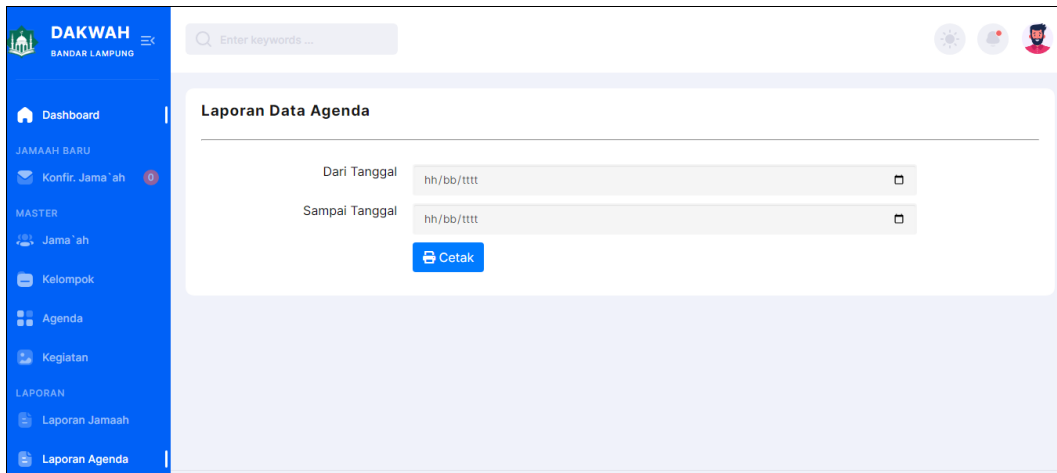 DAKWAH
BANDAR LAMPUNG
Enter keywords ...
Dashboard
JAMAAH BARU
Konfir. Jama`ah 0
MASTER
Jama`ah
Kelompok
Agenda
Kegiatan
LAPORAN
Laporan Jamaah
Laporan Agenda
Laporan Data Agenda
Dari Tanggal hh/bb/tttt
Sampai Tanggal hh/bb/tttt
Cetak